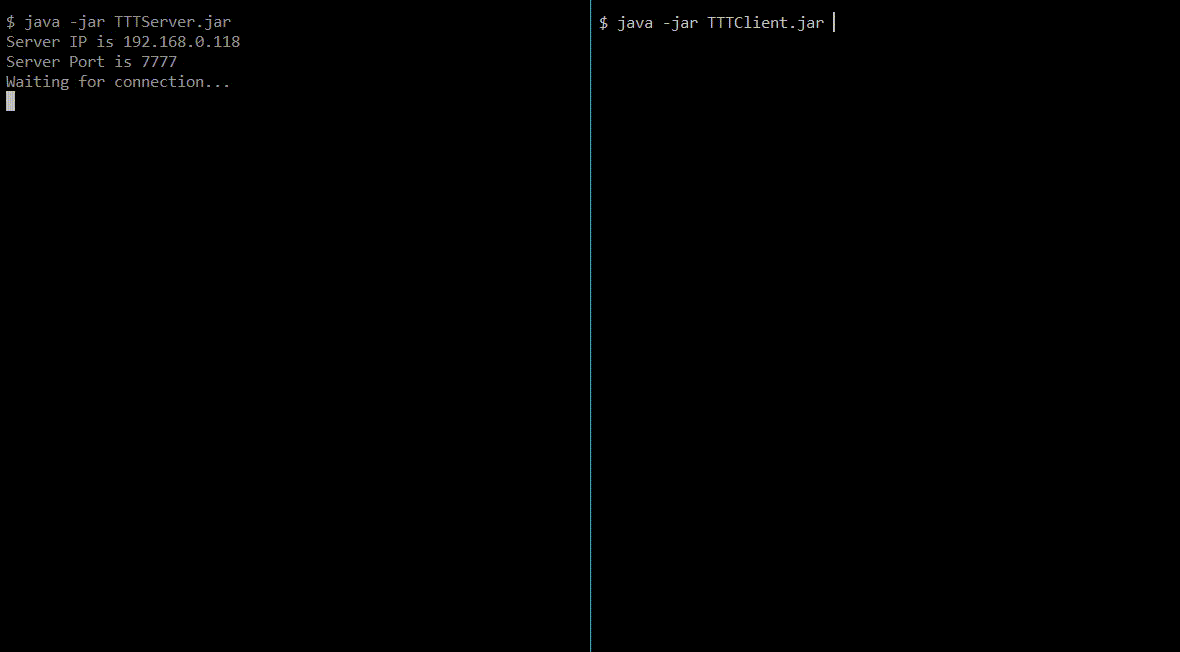 $ java -jar TTTServer.jar
Server IP is 192.168.0.118
Server Port is 7777
Waiting for connection...
$ java -jar TTTClient.jar